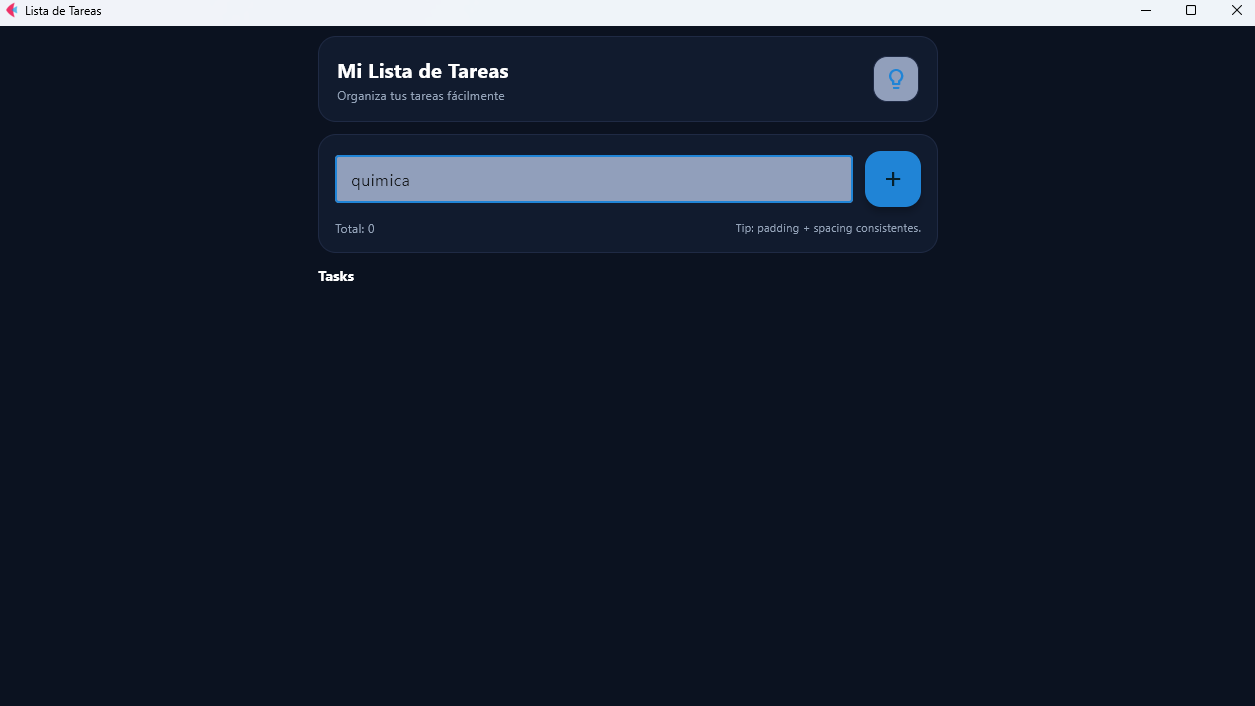 Lista de Tareas
Mi Lista de Tareas
Organiza tus tareas fácilmente
quimica
Total: 0
Tip: padding + spacing consistentes.
Tasks